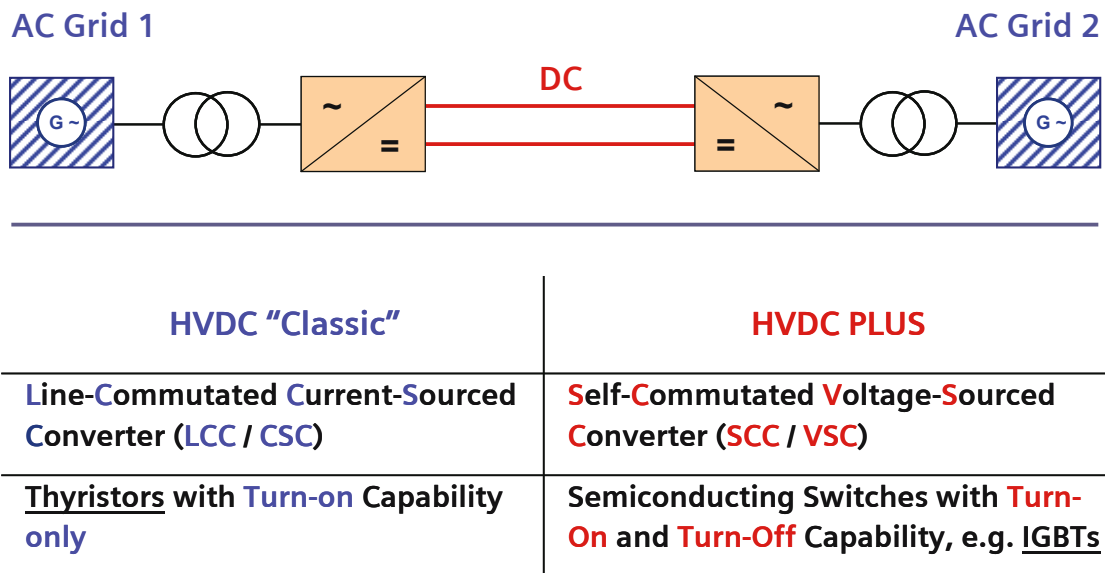 AC Grid 1
AC Grid 2
DC
G ~
~
=
~
=
G ~
HVDC “Classic”
HVDC PLUS
Line-Commutated Current-Sourced
Converter (LCC / CSC)
Self-Commutated Voltage-Sourced
Converter (SCC / VSC)
Thyristors with Turn-on Capability
only
Semiconducting Switches with Turn-
On and Turn-Off Capability, e.g. IGBTs